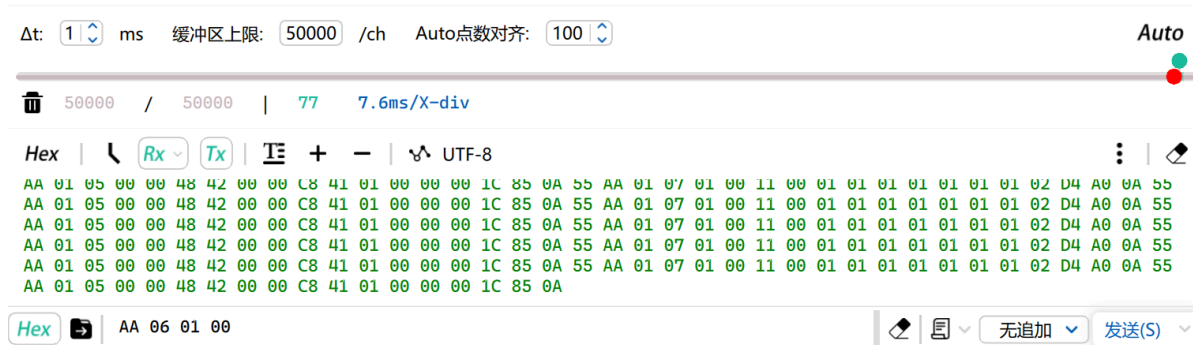 Δt: 1 ms 缓冲区上限: 50000 /ch Auto点数对齐: 100 Auto
50000 / 50000 | 77 7.6ms/X-div
Hex Rx Tx UTF-8
AA 01 05 00 00 48 42 00 00 C8 41 01 00 00 00 1C 85 0A 55 AA 01 07 01 00 11 00 01 01 01 01 01 01 01 02 D4 A0 0A 55
AA 01 05 00 00 48 42 00 00 C8 41 01 00 00 00 1C 85 0A 55 AA 01 07 01 00 11 00 01 01 01 01 01 01 01 02 D4 A0 0A 55
AA 01 05 00 00 48 42 00 00 C8 41 01 00 00 00 1C 85 0A 55 AA 01 07 01 00 11 00 01 01 01 01 01 01 01 02 D4 A0 0A 55
AA 01 05 00 00 48 42 00 00 C8 41 01 00 00 00 1C 85 0A 55 AA 01 07 01 00 11 00 01 01 01 01 01 01 01 02 D4 A0 0A 55
AA 01 05 00 00 48 42 00 00 C8 41 01 00 00 00 1C 85 0A 55 AA 01 07 01 00 11 00 01 01 01 01 01 01 01 02 D4 A0 0A 55
AA 01 05 00 00 48 42 00 00 C8 41 01 00 00 00 1C 85 0A
Hex AA 06 01 00 无追加 发送(S)